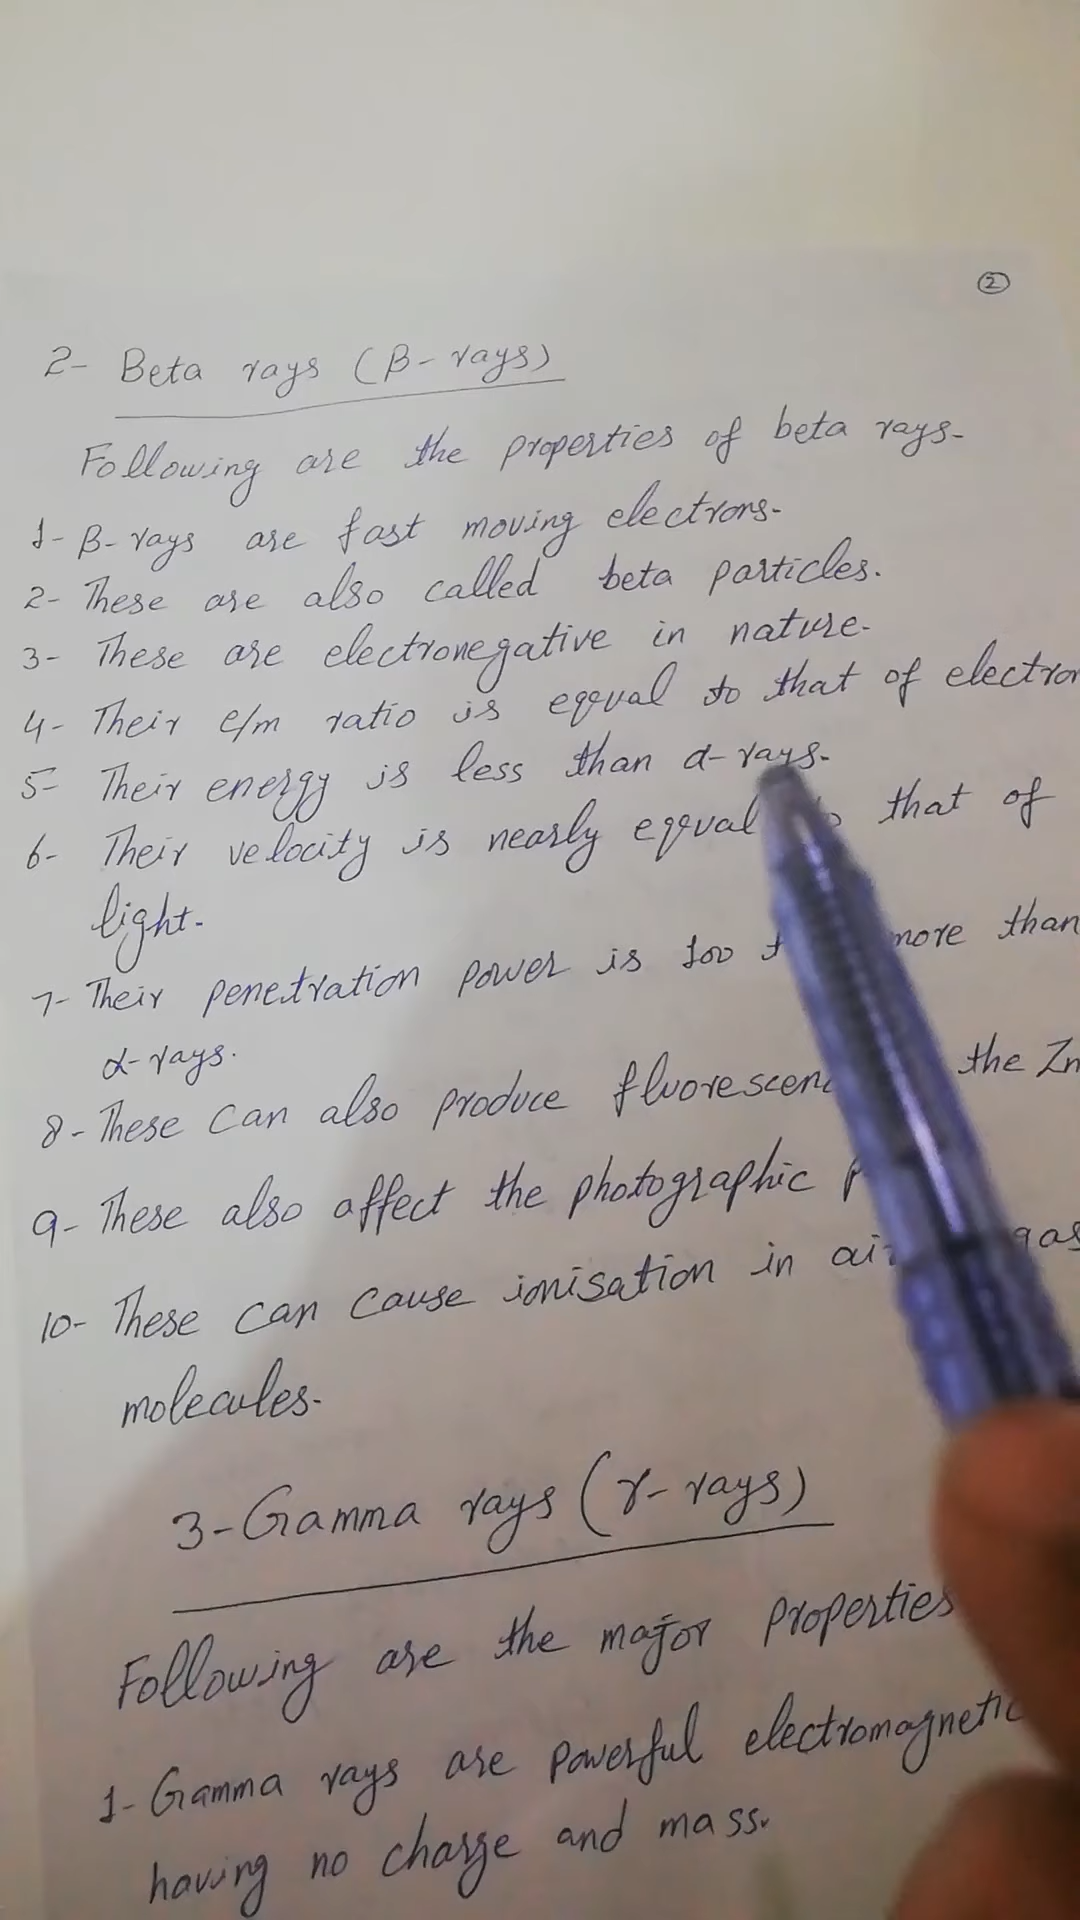 2
2- Beta rays (β-rays)
Following are the properties of beta rays-
1- β-rays are fast moving electrons-
2- These are also called beta particles.
3- These are electronegative in nature-
4- Their e/m ratio is equal to that of electron
5- Their energy is less than α-rays-
6- Their velocity is nearly equal that of
light-
7- Their penetration power is 100 more than
α-rays.
8- These can also produce the Zn
9- These also affect the photographic
10- These can cause ionisation in gas
molecules-
3- Gamma rays (γ-rays)
Following are the major properties
1- Gamma rays are powerful electromagnetic
having no charge and mass.